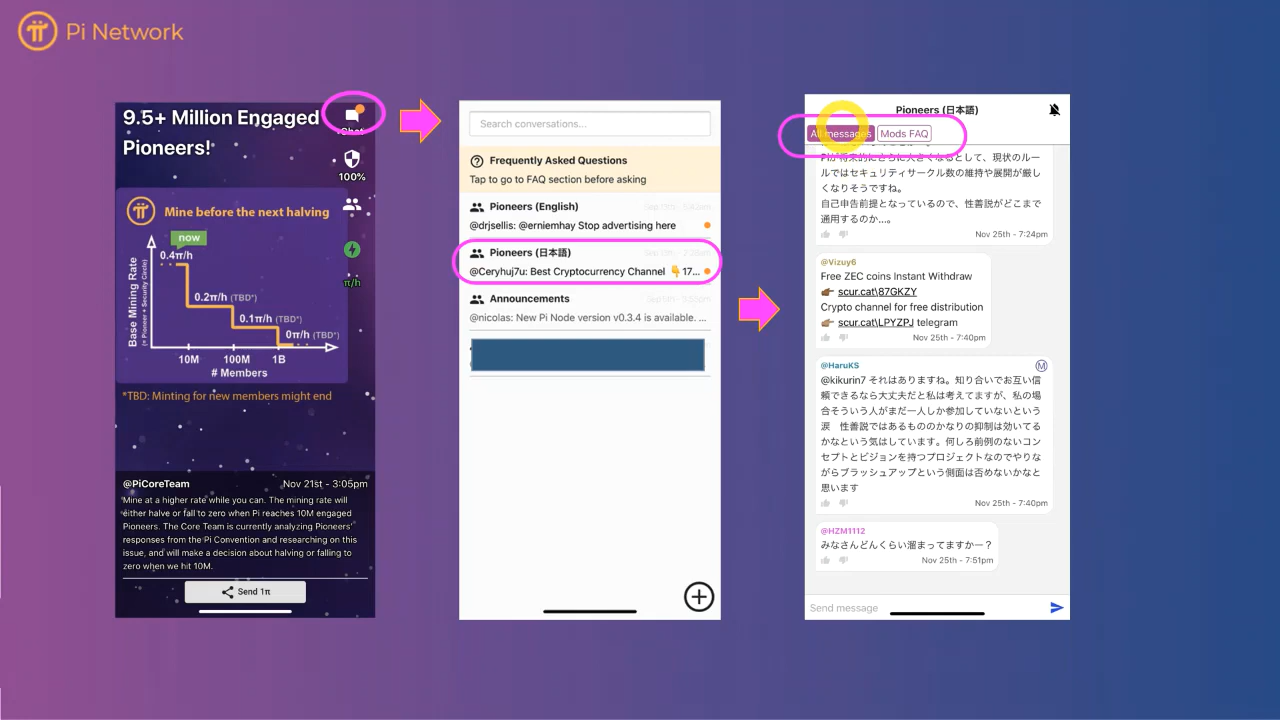 Pi Network
9.5+ Million Engaged
Pioneers!
Chat
100%
Mine before the next halving
now
0.4π/h
0.2π/h (TBD*)
0.1π/h (TBD*)
0π/h (TBD*)
Base Mining Rate
(= Pioneer + Security Circle)
10M
100M
1B
# Members
π/h
*TBD: Minting for new members might end
@PiCoreTeam
Nov 21st - 3:05pm
Mine at a higher rate while you can. The mining rate will
either halve or fall to zero when Pi reaches 10M engaged
Pioneers. The Core Team is currently analyzing Pioneers'
responses from the Pi Convention and researching on this
issue, and will make a decision about halving or falling to
zero when we hit 10M.
Send 1π
Search conversations...
Frequently Asked Questions
Tap to go to FAQ section before asking
Pioneers (English)
@drjsellis: @erniemhay Stop advertising here
Pioneers (日本語)
@Ceryhuj7u: Best Cryptocurrency Channel 👇17...
Announcements
@nicolas: New Pi Node version v0.3.4 is available. ...
Pioneers (日本語)
All messages
Mods FAQ
Piが将来的にさらに大きくなるとして、現状のルー
ルではセキュリティサークル数の維持や展開が厳し
くなりそうですね。
自己申告前提となっているので、性善説がどこまで
通用するのか...。
Nov 25th - 7:24pm
@Vizuy6
Free ZEC coins Instant Withdraw
👉 scur.cat\87GKZY
Crypto channel for free distribution
👉 scur.cat\LPYZPJ telegram
Nov 25th - 7:40pm
@HaruKS
M
@kikurin7 それはありますね。知り合いでお互い信
頼できるなら大丈夫だと私は考えてますが、私の場
合そういう人がまだ一人しか参加していないという
涙　性善説ではあるもののかなりの抑制は効いてる
かなという気はしています。何しろ前例のないコン
セプトとビジョンを持つプロジェクトなのでやりな
がらブラッシュアップという側面は否めないかなと
思います
Nov 25th - 7:40pm
@HZM1112
みなさんどんくらい溜まってますかー？
Nov 25th - 7:51pm
Send message